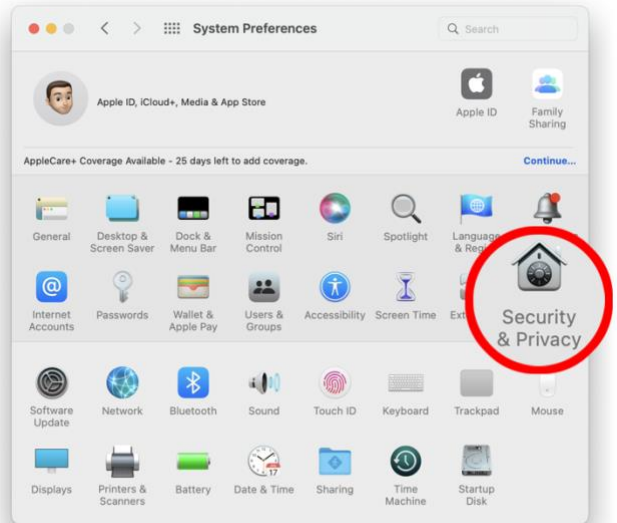 System Preferences
Search
Apple ID, iCloud+, Media & App Store
Apple ID
Family
Sharing
AppleCare+ Coverage Available - 25 days left to add coverage.
Continue...
General
Desktop &
Screen Saver
Dock &
Menu Bar
Mission
Control
Siri
Spotlight
Language
& Regi
Internet
Accounts
Passwords
Wallet &
Apple Pay
Users &
Groups
Accessibility
Screen Time
Ext
Security
& Privacy
Software
Update
Network
Bluetooth
Sound
Touch ID
Keyboard
Trackpad
Mouse
Displays
Printers &
Scanners
Battery
17
Date & Time
Sharing
Time
Machine
Startup
Disk